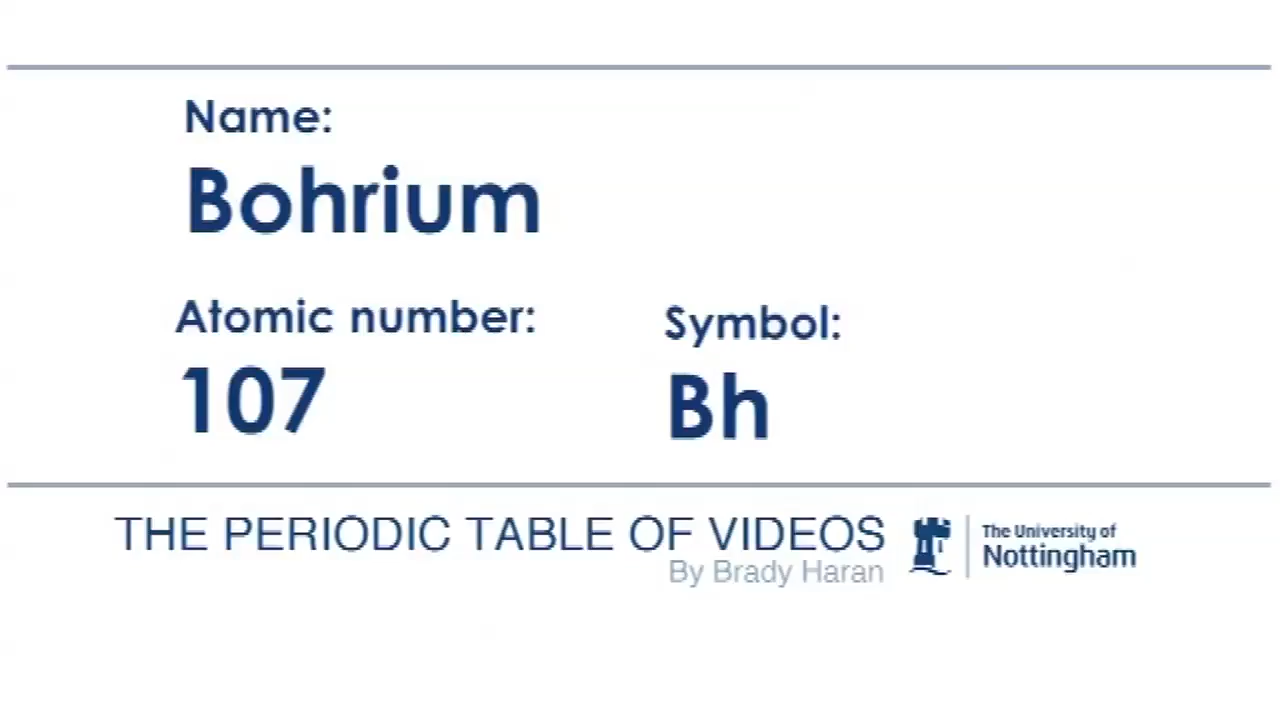 Name:
Bohrium
Atomic number:
Symbol:
107
Bh
THE PERIODIC TABLE OF VIDEOS
By Brady Haran
The University of
Nottingham